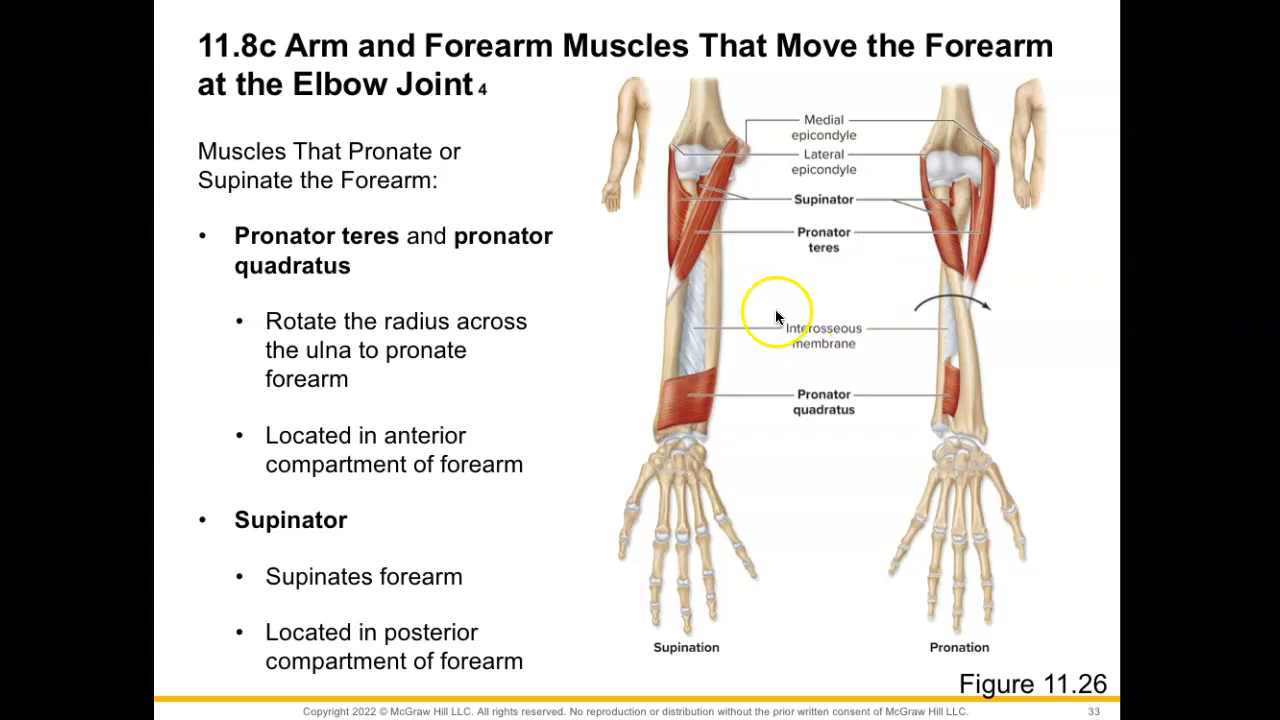 11.8c Arm and Forearm Muscles That Move the Forearm
at the Elbow Joint 4
Muscles That Pronate or
Supinate the Forearm:
• Pronator teres and pronator
quadratus
• Rotate the radius across
the ulna to pronate
forearm
• Located in anterior
compartment of forearm
• Supinator
• Supinates forearm
• Located in posterior
compartment of forearm
Medial
epicondyle
Lateral
epicondyle
Supinator
Pronator
teres
Interosseous
membrane
Pronator
quadratus
Supination
Pronation
Figure 11.26
Copyright 2022 © McGraw Hill LLC. All rights reserved. No reproduction or distribution without the prior written consent of McGraw Hill LLC.
33